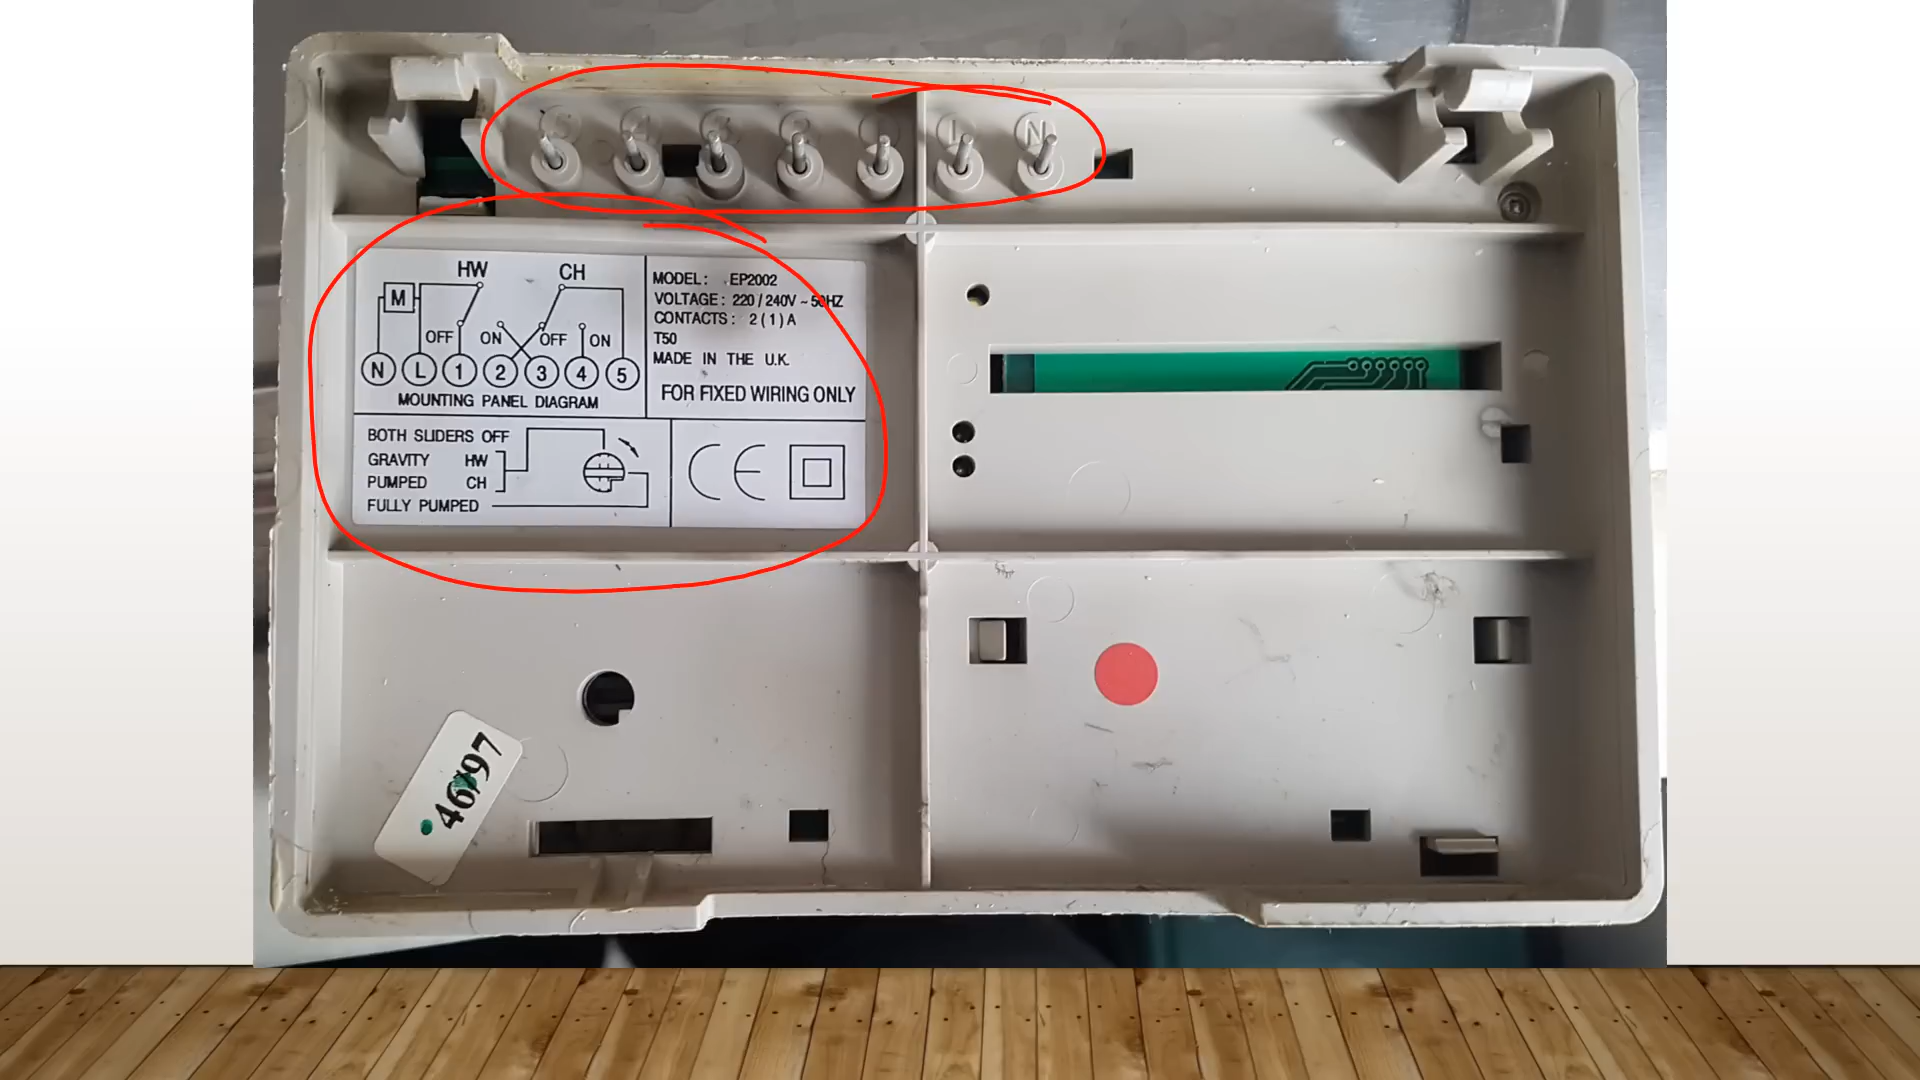 L N
HW CH
M
OFF ON OFF ON
N L 1 2 3 4 5
MOUNTING PANEL DIAGRAM
MODEL: EP2002
VOLTAGE: 220/240V ~ 50HZ
CONTACTS: 2(1)A
T50
MADE IN THE U.K.
FOR FIXED WIRING ONLY
BOTH SLIDERS OFF
GRAVITY HW
PUMPED CH
FULLY PUMPED
CE
46/97